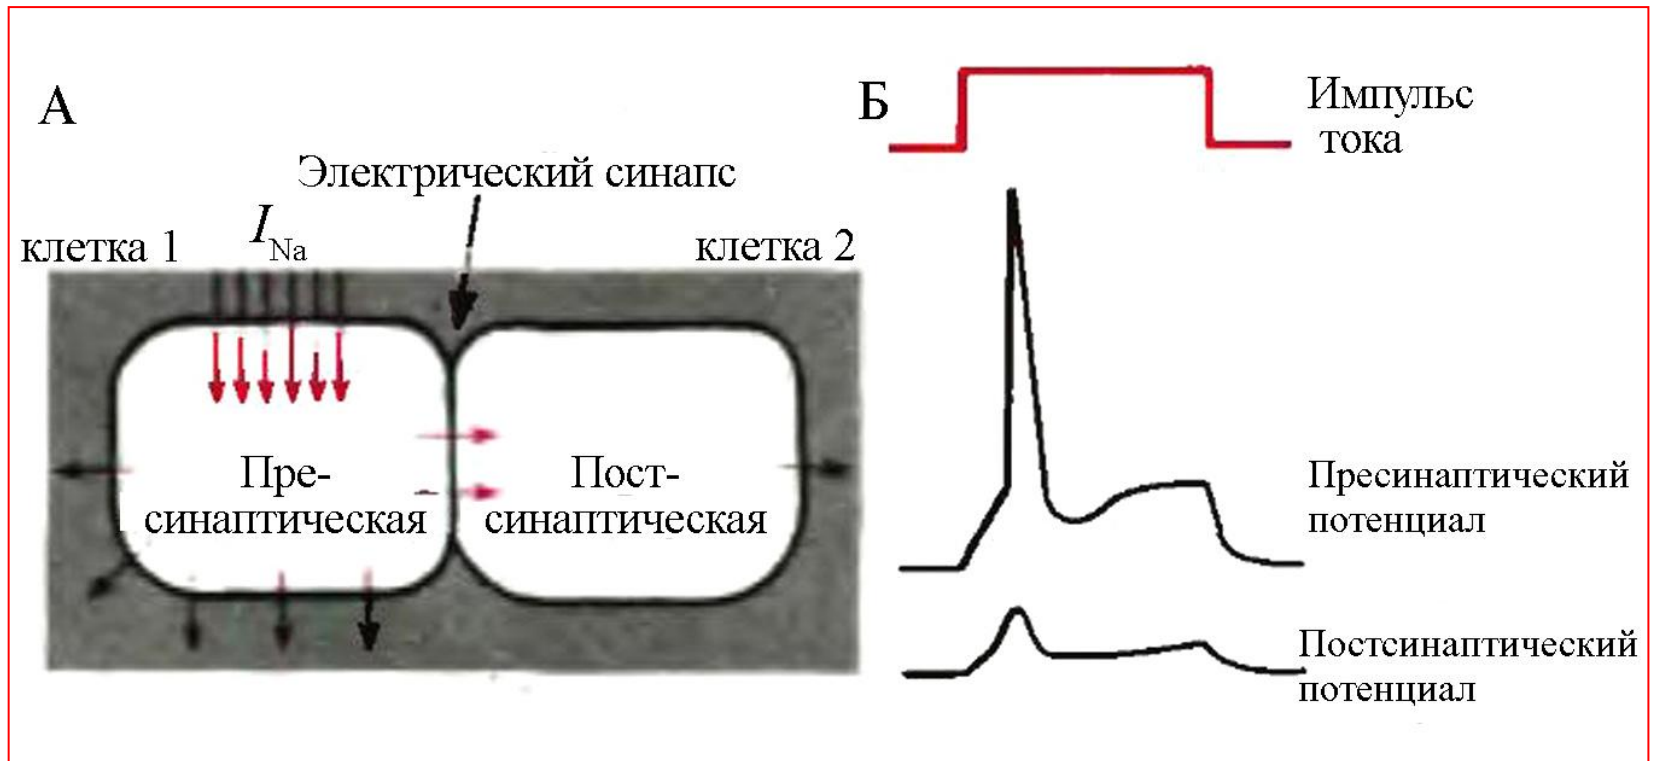 А
Электрический синапс
клетка 1
I Na
клетка 2
Пре-
синаптическая
Пост-
синаптическая
Б
Импульс
тока
Пресинаптический
потенциал
Постсинаптический
потенциал